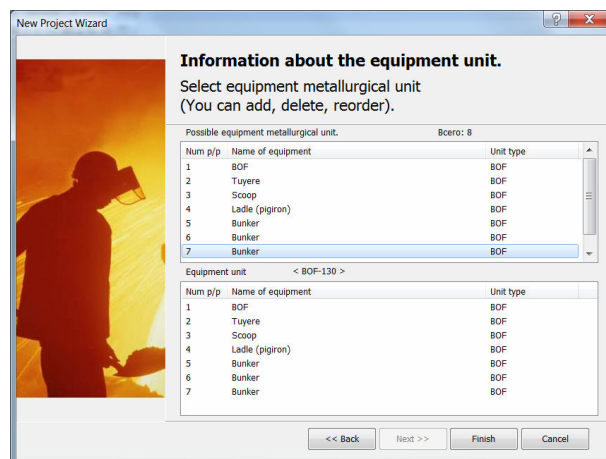 New Project Wizard
Information about the equipment unit.
Select equipment metallurgical unit
(You can add, delete, reorder).
Possible equipment metallurgical unit. Всего: 8
Num p/p Name of equipment Unit type
1 BOF BOF
2 Tuyere BOF
3 Scoop BOF
4 Ladle (pigiron) BOF
5 Bunker BOF
6 Bunker BOF
7 Bunker BOF
Equipment unit < BOF-130 >
Num p/p Name of equipment Unit type
1 BOF BOF
2 Tuyere BOF
3 Scoop BOF
4 Ladle (pigiron) BOF
5 Bunker BOF
6 Bunker BOF
7 Bunker BOF
<< Back Next >> Finish Cancel